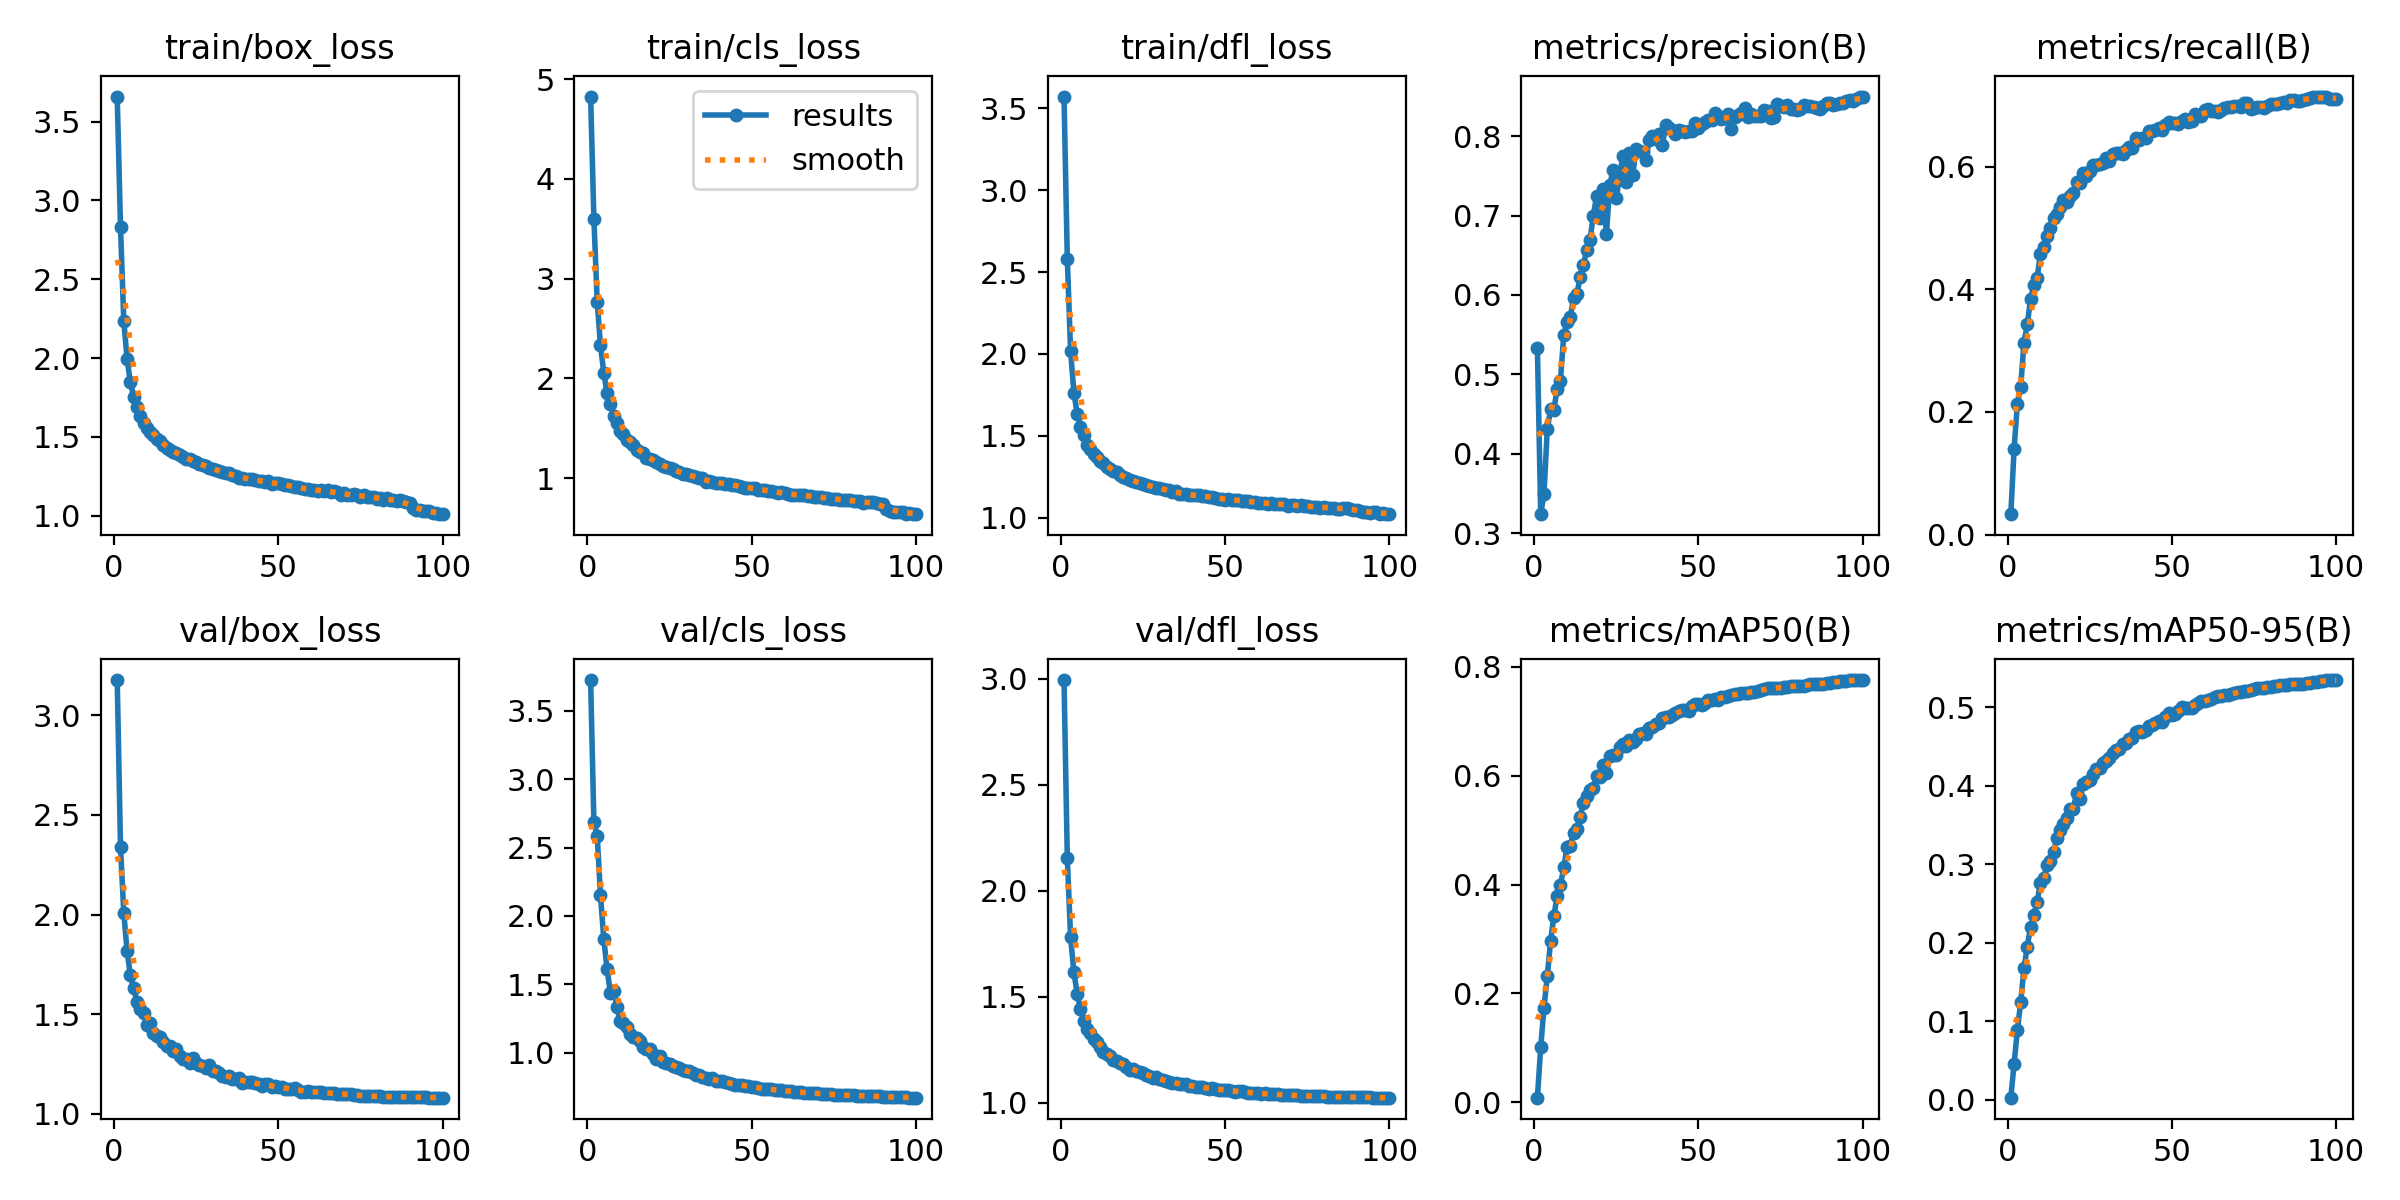 train/box_loss
3.5
3.0
2.5
2.0
1.5
1.0
0 50 100
train/cls_loss
results
smooth
5
4
3
2
1
0 50 100
train/dfl_loss
3.5
3.0
2.5
2.0
1.5
1.0
0 50 100
metrics/precision(B)
0.8
0.7
0.6
0.5
0.4
0.3
0 50 100
metrics/recall(B)
0.6
0.4
0.2
0.0
0 50 100
val/box_loss
3.0
2.5
2.0
1.5
1.0
0 50 100
val/cls_loss
3.5
3.0
2.5
2.0
1.5
1.0
0 50 100
val/dfl_loss
3.0
2.5
2.0
1.5
1.0
0 50 100
metrics/mAP50(B)
0.8
0.6
0.4
0.2
0.0
0 50 100
metrics/mAP50-95(B)
0.5
0.4
0.3
0.2
0.1
0.0
0 50 100